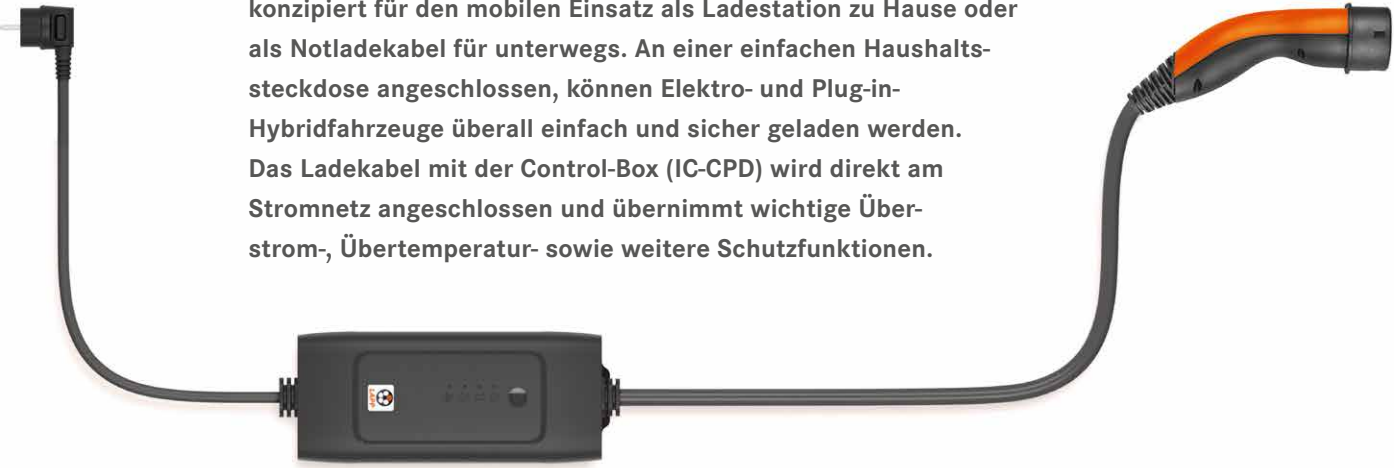 konzipiert für den mobilen Einsatz als Ladestation zu Hause oder
als Notladekabel für unterwegs. An einer einfachen Haushalts-
steckdose angeschlossen, können Elektro- und Plug-in-
Hybridfahrzeuge überall einfach und sicher geladen werden.
Das Ladekabel mit der Control-Box (IC-CPD) wird direkt am
Stromnetz angeschlossen und übernimmt wichtige Über-
strom-, Übertemperatur- sowie weitere Schutzfunktionen.
LAPP